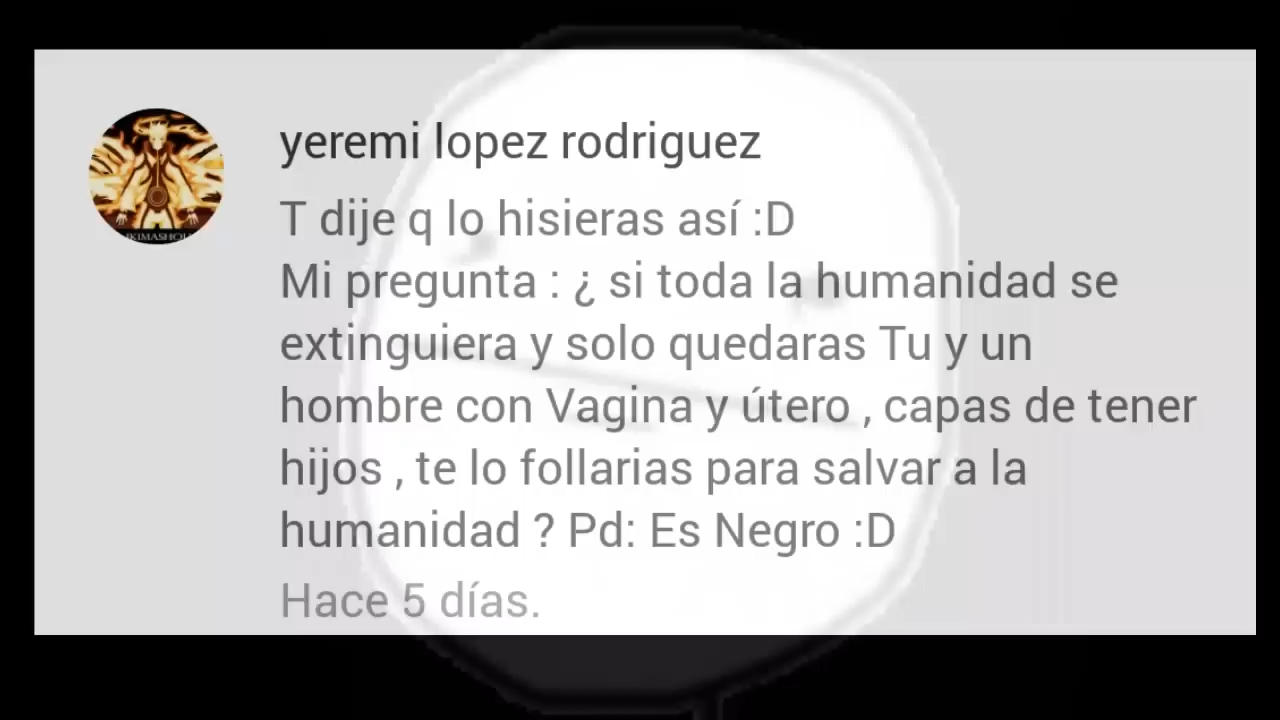 yeremi lopez rodriguez
T dije q lo hisieras así :D
Mi pregunta : ¿ si toda la humanidad se
extinguiera y solo quedaras Tu y un
hombre con Vagina y útero , capas de tener
hijos , te lo follarias para salvar a la
humanidad ? Pd: Es Negro :D
Hace 5 días.